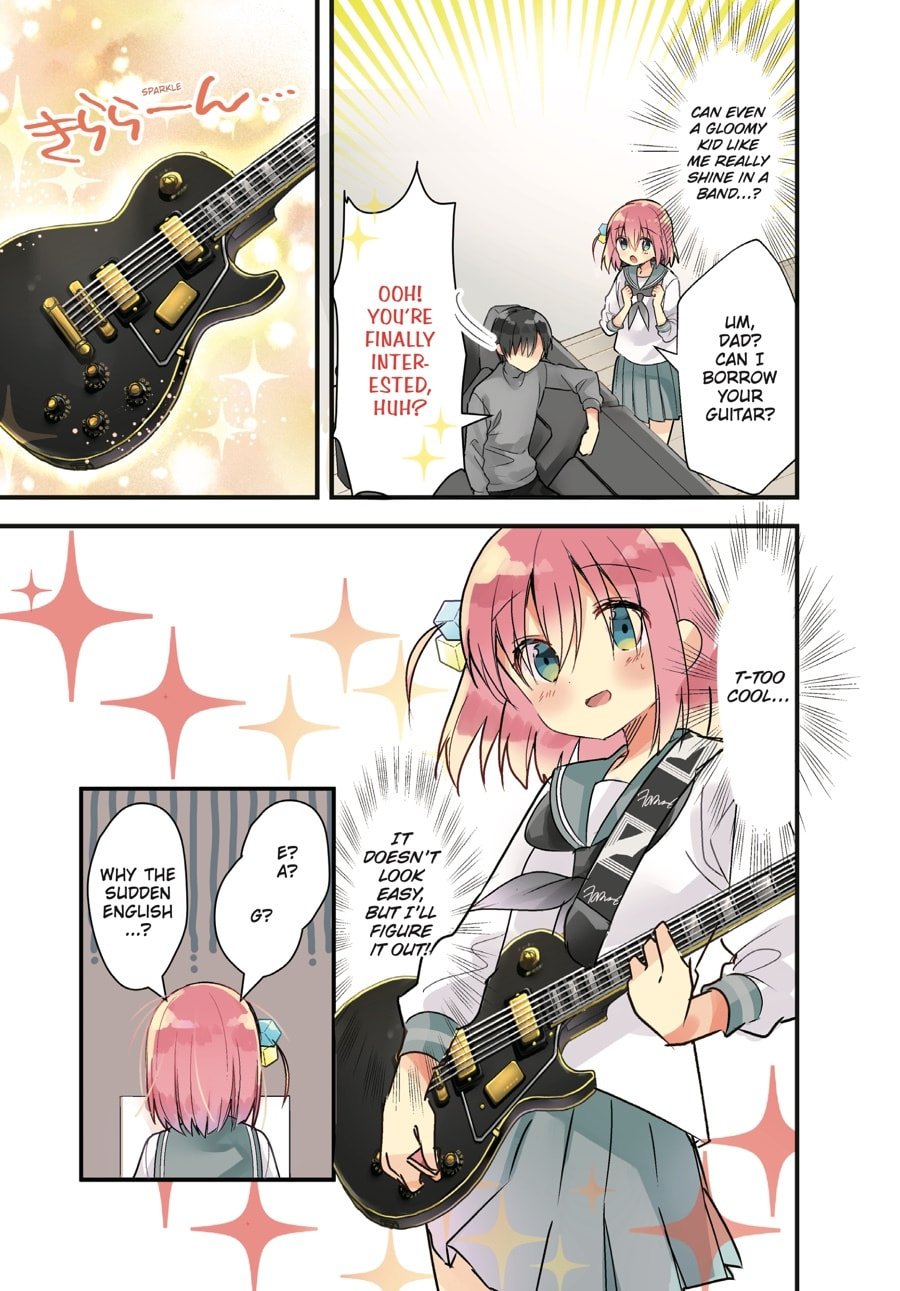 CAN EVEN
A GLOOMY
KID LIKE
ME REALLY
SHINE IN A
BAND...?
UM,
DAD?
CAN I
BORROW
YOUR
GUITAR?
OOH!
YOU'RE
FINALLY
INTER-
ESTED,
HUH?
SPARKLE
きららーん…
T-TOO
COOL...
IT
DOESN'T
LOOK
EASY,
BUT I'LL
FIGURE
IT OUT!
E?
A?
G?
WHY THE
SUDDEN
ENGLISH
...?